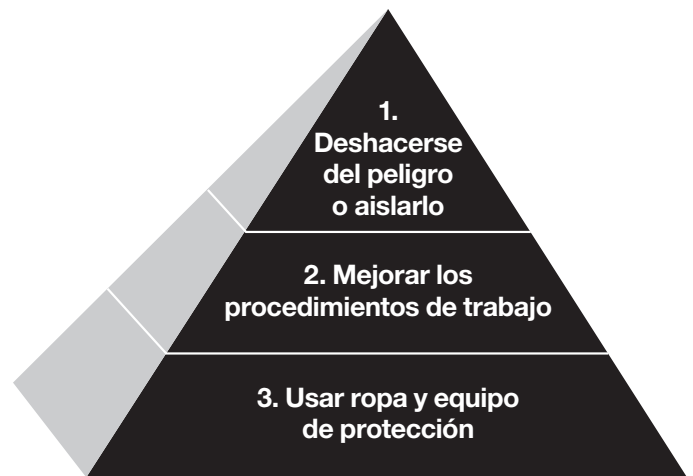 1.
Deshacerse
del peligro
o aislarlo
2. Mejorar los
procedimientos de trabajo
3. Usar ropa y equipo
de protección